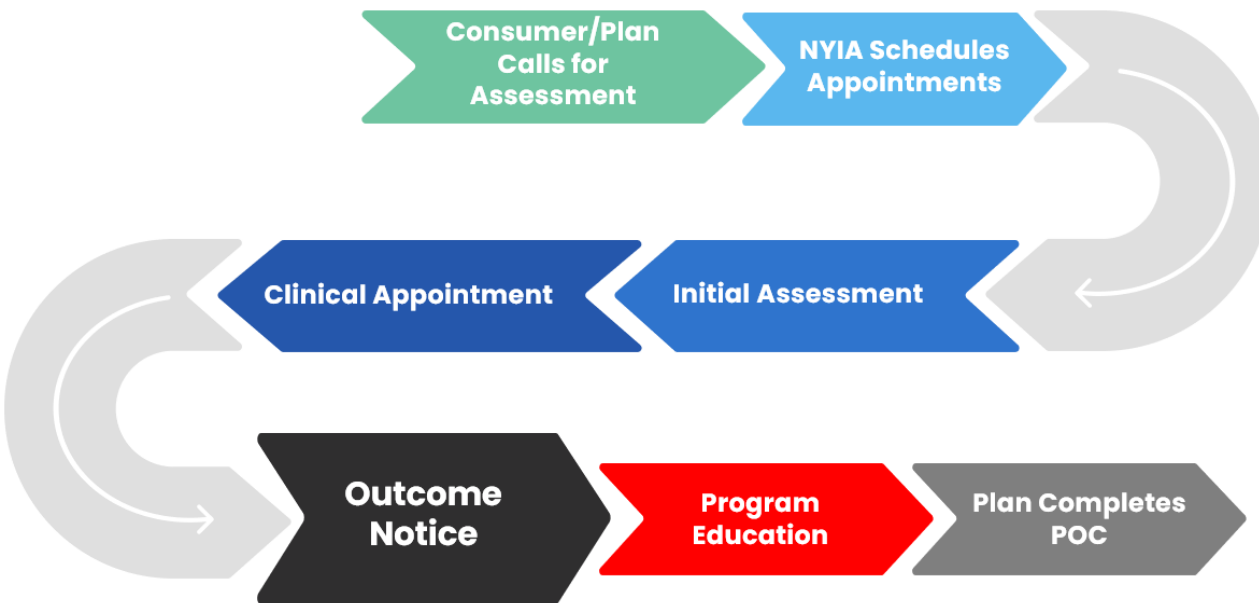 Consumer/Plan
Calls for
Assessment
NYIA Schedules
Appointments
Initial Assessment
Clinical Appointment
Outcome
Notice
Program
Education
Plan Completes
POC